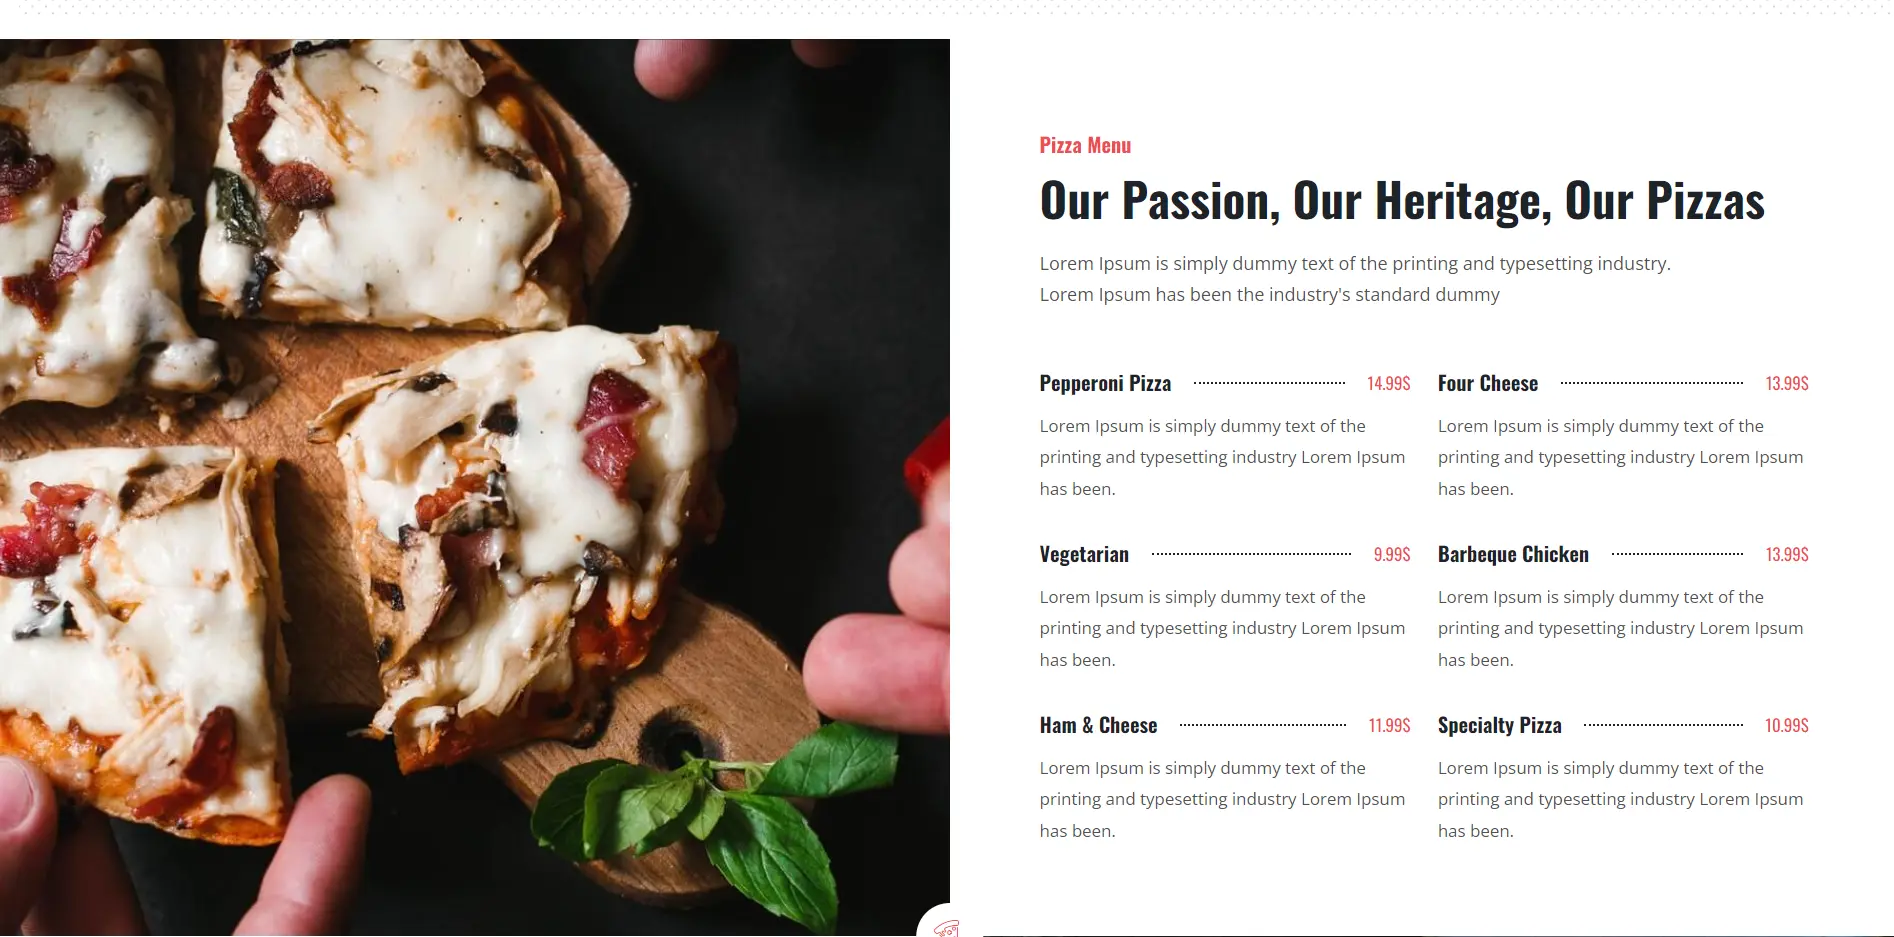 Pizza Menu
Our Passion, Our Heritage, Our Pizzas
Lorem Ipsum is simply dummy text of the printing and typesetting industry.
Lorem Ipsum has been the industry's standard dummy
Pepperoni Pizza 14.99$
Lorem Ipsum is simply dummy text of the
printing and typesetting industry Lorem Ipsum
has been.
Four Cheese 13.99$
Lorem Ipsum is simply dummy text of the
printing and typesetting industry Lorem Ipsum
has been.
Vegetarian 9.99$
Lorem Ipsum is simply dummy text of the
printing and typesetting industry Lorem Ipsum
has been.
Barbeque Chicken 13.99$
Lorem Ipsum is simply dummy text of the
printing and typesetting industry Lorem Ipsum
has been.
Ham & Cheese 11.99$
Lorem Ipsum is simply dummy text of the
printing and typesetting industry Lorem Ipsum
has been.
Specialty Pizza 10.99$
Lorem Ipsum is simply dummy text of the
printing and typesetting industry Lorem Ipsum
has been.